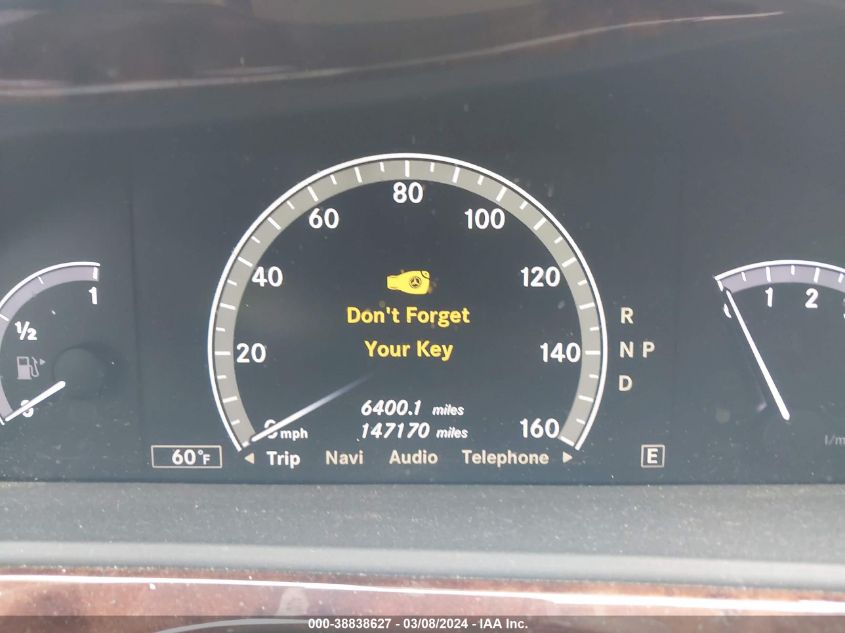 80
60
100
40
120
1
1
2
Don't Forget
R
1/2
20
Your Key
140
N P
D
6400.1 miles
147170 miles
mph
160
60°F
Trip Navi Audio Telephone
E
000-38838627 - 03/08/2024 - IAA Inc.